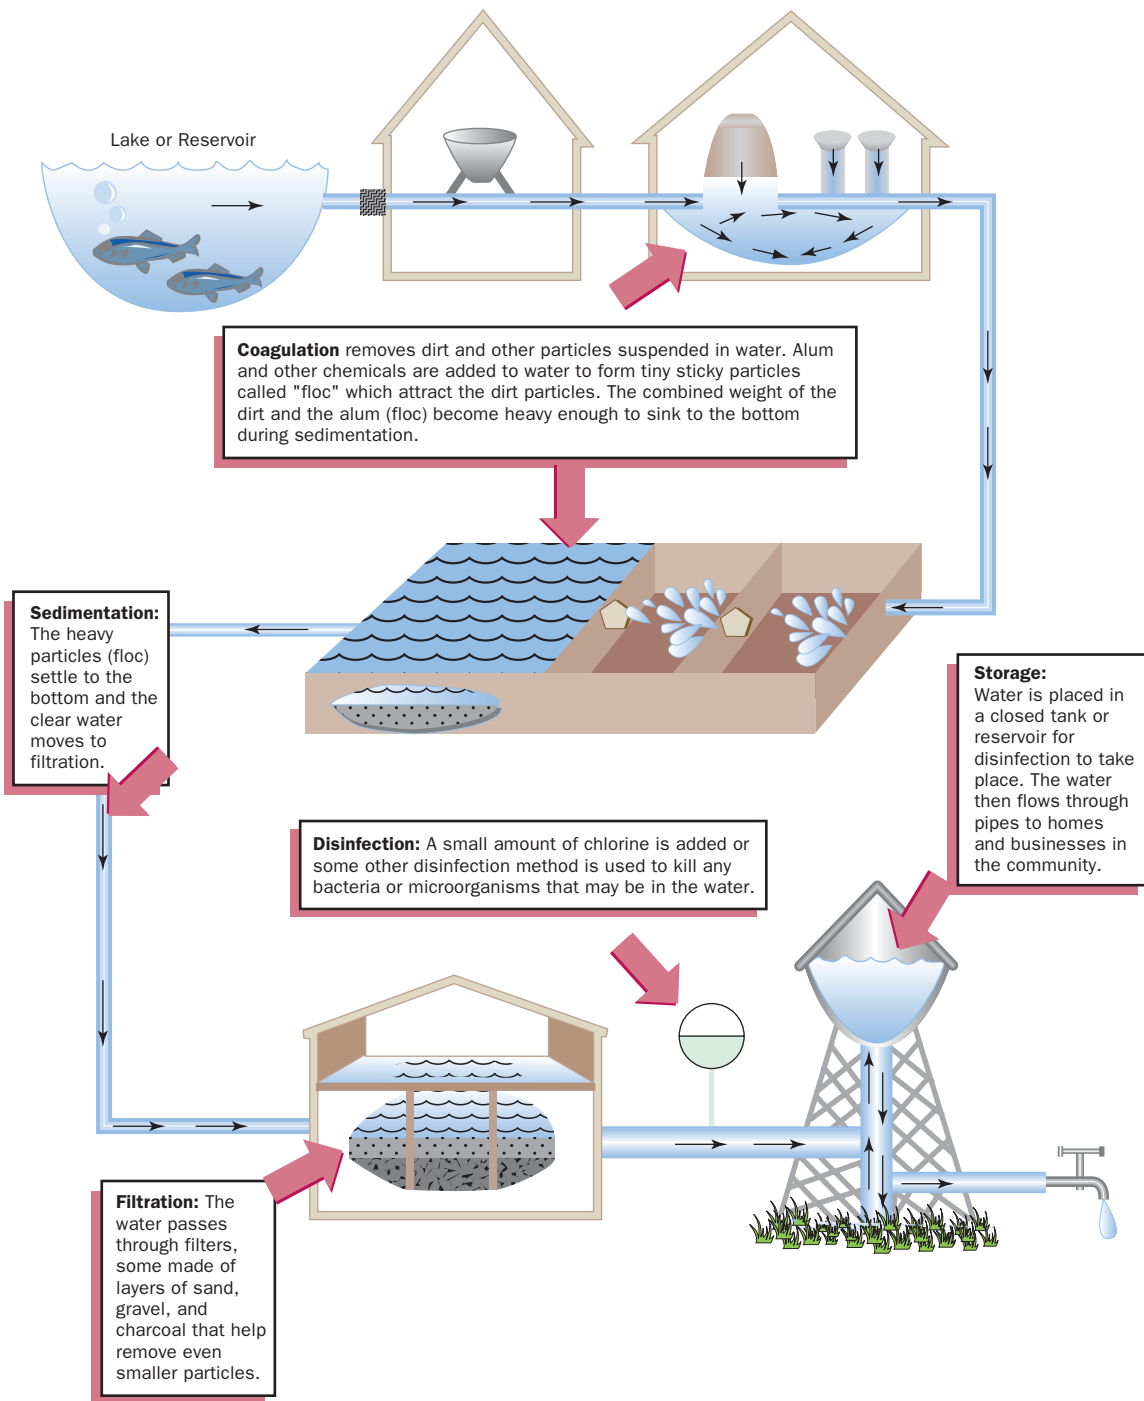 Lake or Reservoir
Coagulation removes dirt and other particles suspended in water. Alum
and other chemicals are added to water to form tiny sticky particles
called "floc" which attract the dirt particles. The combined weight of the
dirt and the alum (floc) become heavy enough to sink to the bottom
during sedimentation.
Sedimentation:
The heavy
particles (floc)
settle to the
bottom and the
clear water
moves to
filtration.
Storage:
Water is placed in
a closed tank or
reservoir for
disinfection to take
place. The water
then flows through
pipes to homes
and businesses in
the community.
Disinfection: A small amount of chlorine is added or
some other disinfection method is used to kill any
bacteria or microorganisms that may be in the water.
Filtration: The
water passes
through filters,
some made of
layers of sand,
gravel, and
charcoal that help
remove even
smaller particles.